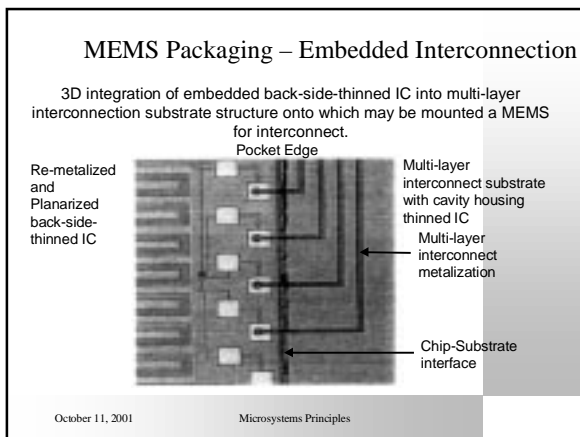 MEMS Packaging – Embedded Interconnection
3D integration of embedded back-side-thinned IC into multi-layer
interconnection substrate structure onto which may be mounted a MEMS
for interconnect.
Pocket Edge
Re-metalized
and
Planarized
back-side-
thinned IC
Multi-layer
interconnect substrate
with cavity housing
thinned IC
Multi-layer
interconnect
metalization
Chip-Substrate
interface
October 11, 2001
Microsystems Principles